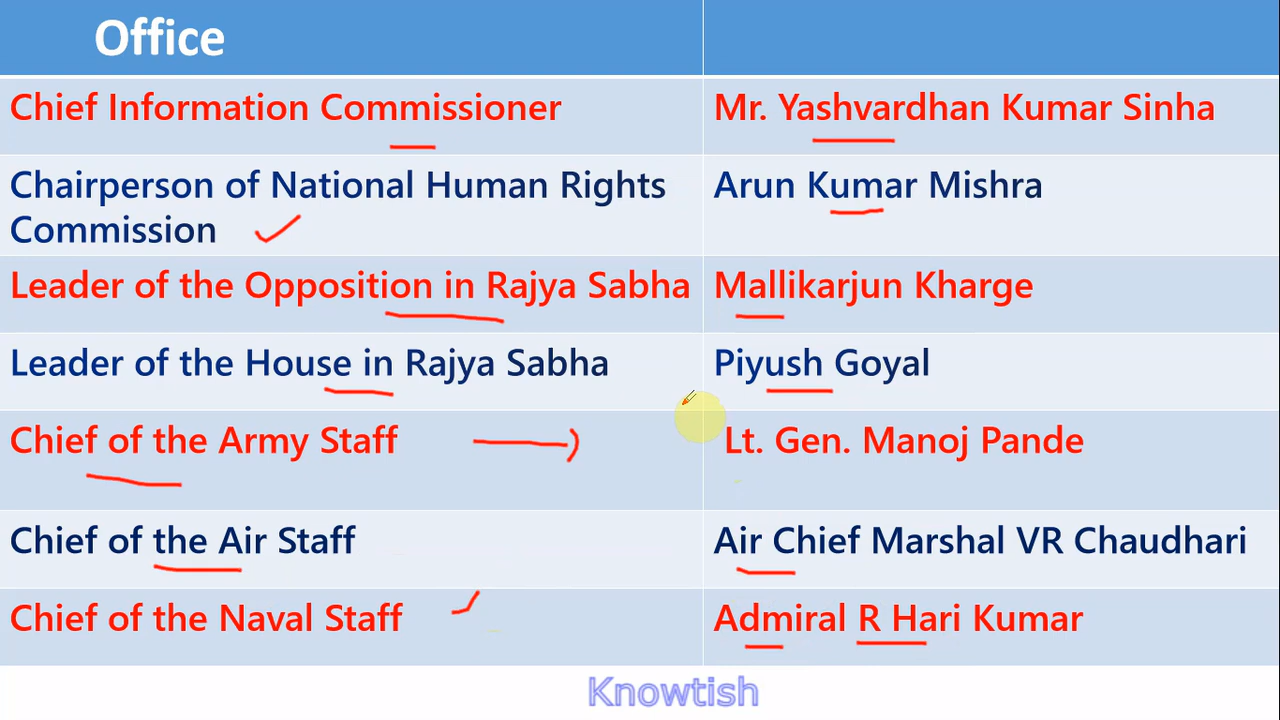 Office
Chief Information Commissioner
Mr. Yashvardhan Kumar Sinha
Chairperson of National Human Rights
Commission
Arun Kumar Mishra
Leader of the Opposition in Rajya Sabha
Mallikarjun Kharge
Leader of the House in Rajya Sabha
Piyush Goyal
Chief of the Army Staff
Lt. Gen. Manoj Pande
Chief of the Air Staff
Air Chief Marshal VR Chaudhari
Chief of the Naval Staff
Admiral R Hari Kumar
Knowtish